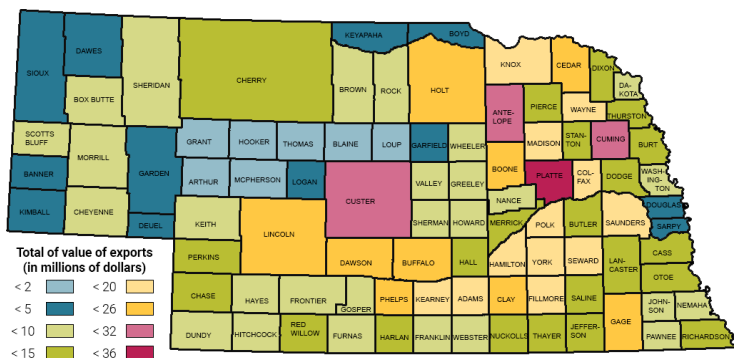 KEYAPAHA
BOYD
SIOUX
DAWES
SHERIDAN
CHERRY
BROWN
ROCK
HOLT
KNOX
CEDAR
DIXON
DA-
KOTA
BOX BUTTE
ANTE-
LOPE
PIERCE
WAYNE
THURSTON
SCOTTS
BLUFF
MORRILL
GARDEN
GRANT
HOOKER
THOMAS
BLAINE
LOUP
GARFIELD
WHEELER
MADISON
STAN-
TON
CUMING
BURT
BANNER
ARTHUR
MCPHERSON
LOGAN
CUSTER
VALLEY
GREELEY
BOONE
PLATTE
COL-
FAX
DODGE
WASH-
ING-
TON
KIMBALL
CHEYENNE
DEUEL
KEITH
LINCOLN
SHERMAN
HOWARD
NANCE
MERRICK
POLK
BUTLER
SAUNDERS
DOUGLAS
SARPY
PERKINS
DAWSON
BUFFALO
HALL
HAMILTON
YORK
SEWARD
LAN-
CASTER
CASS
OTOE
CHASE
HAYES
FRONTIER
GOSPER
PHELPS
KEARNEY
ADAMS
CLAY
FILLMORE
SALINE
GAGE
JOHN-
SON
NEMAHA
DUNDY
HITCHCOCK
RED
WILLOW
FURNAS
HARLAN
FRANKLIN
WEBSTER
NUCKOLLS
THAYER
JEFFER-
SON
PAWNEE
RICHARDSON
Total of value of exports
(in millions of dollars)
< 2
< 20
< 5
< 26
< 10
< 32
< 15
< 36